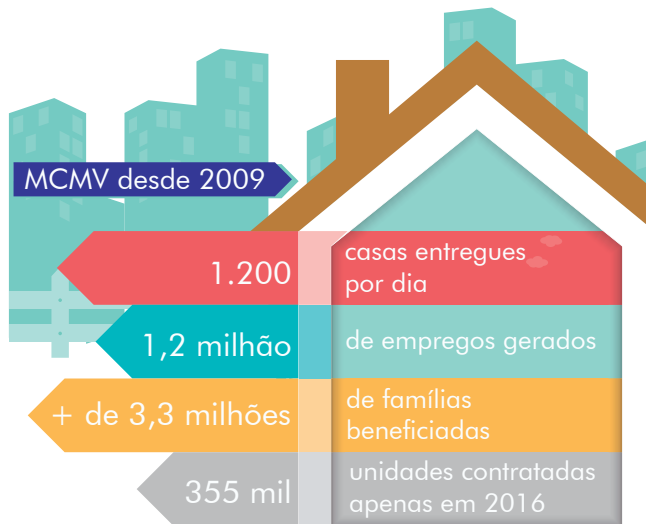 MCMV desde 2009
1.200
casas entregues
por dia
1,2 milhão
de empregos gerados
+ de 3,3 milhões
de famílias
beneficiadas
355 mil
unidades contratadas
apenas em 2016